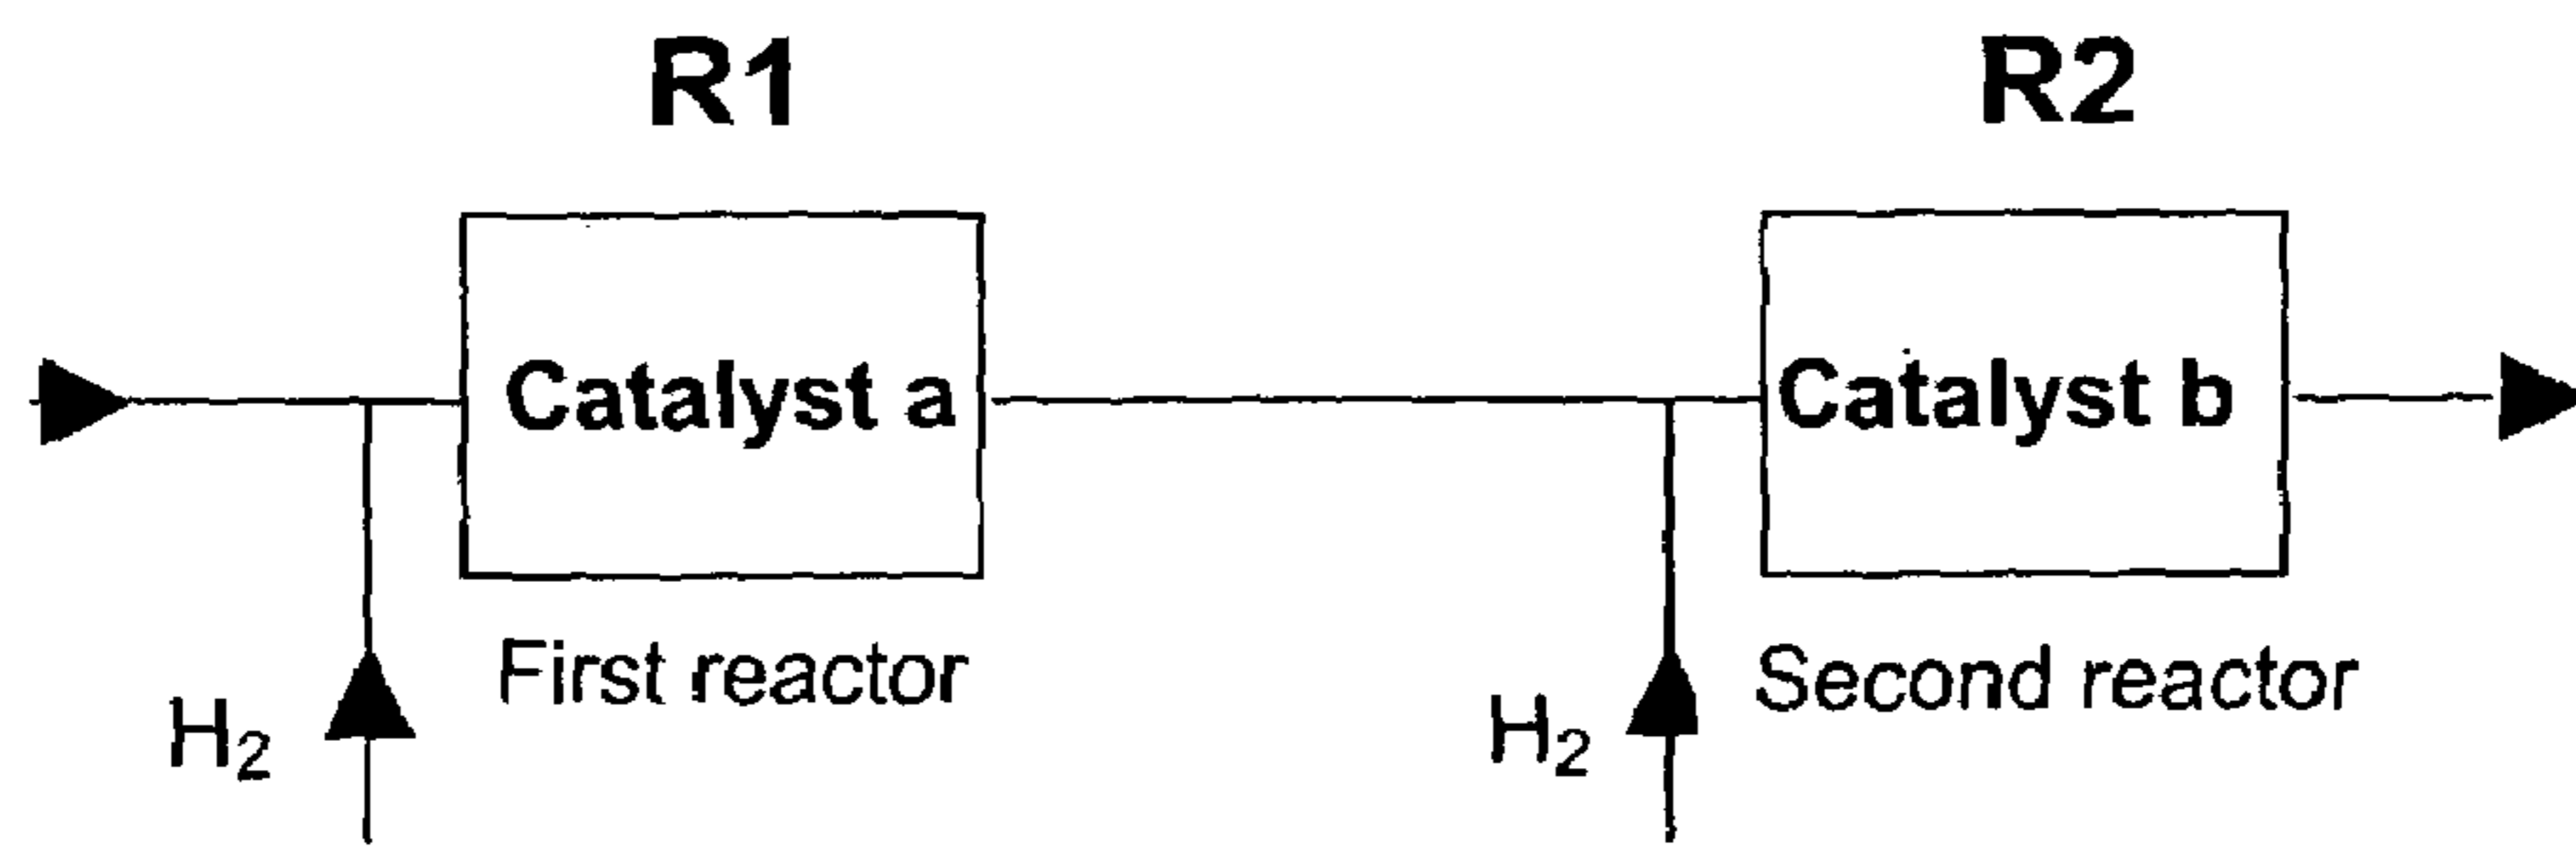 R1
R2
Catalyst a
Catalyst b
First reactor
Second reactor
H₂
H₂